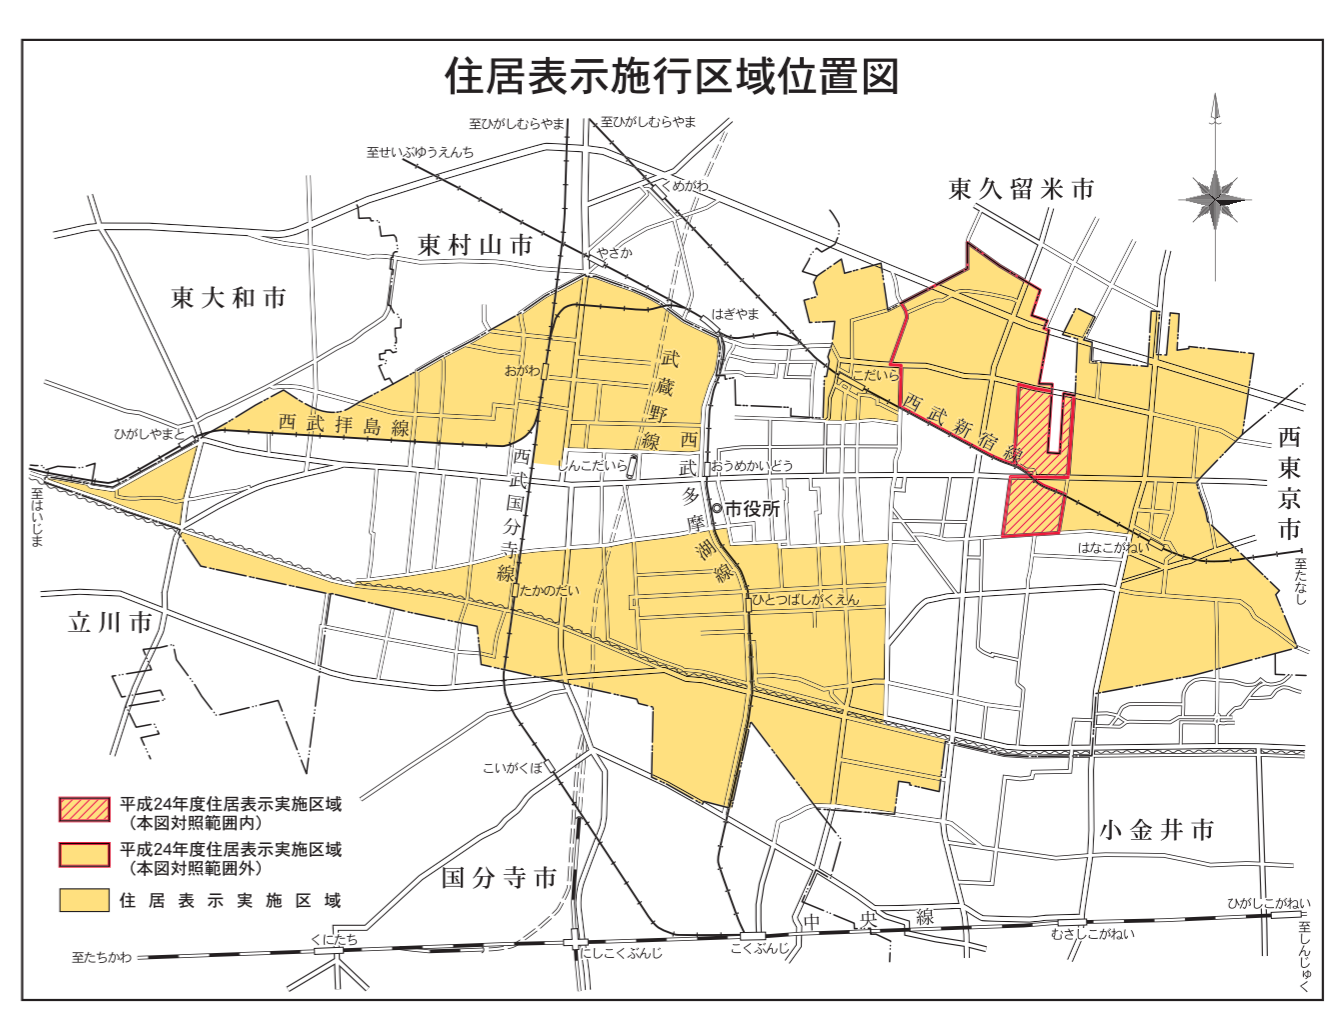 住居表示施行区域位置図
至ひがしむらやま
至ひがしむらやま
至せいぶゆうえんち
くめがわ
東久留米市
東村山市
やさか
東大和市
はぎやま
武蔵野線
おがわ
こだいら
西武拝島線
西武新宿線
ひがしやまと
西武多摩湖線
西東京市
西武国分寺線
しんこだいら
おうめかいどう
至はいじま
市役所
はなこがねい
至たなし
たかのだい
ひとつばしがくえん
立川市
こいがくぼ
平成24年度住居表示実施区域
（本図対照範囲内）
平成24年度住居表示実施区域
（本図対照範囲外）
住居表示実施区域
小金井市
国分寺市
ひがしこがねい
中央線
むさしこがねい
至しんじゅく
くにたち
にしこくぶんじ
こくぶんじ
至たちかわ